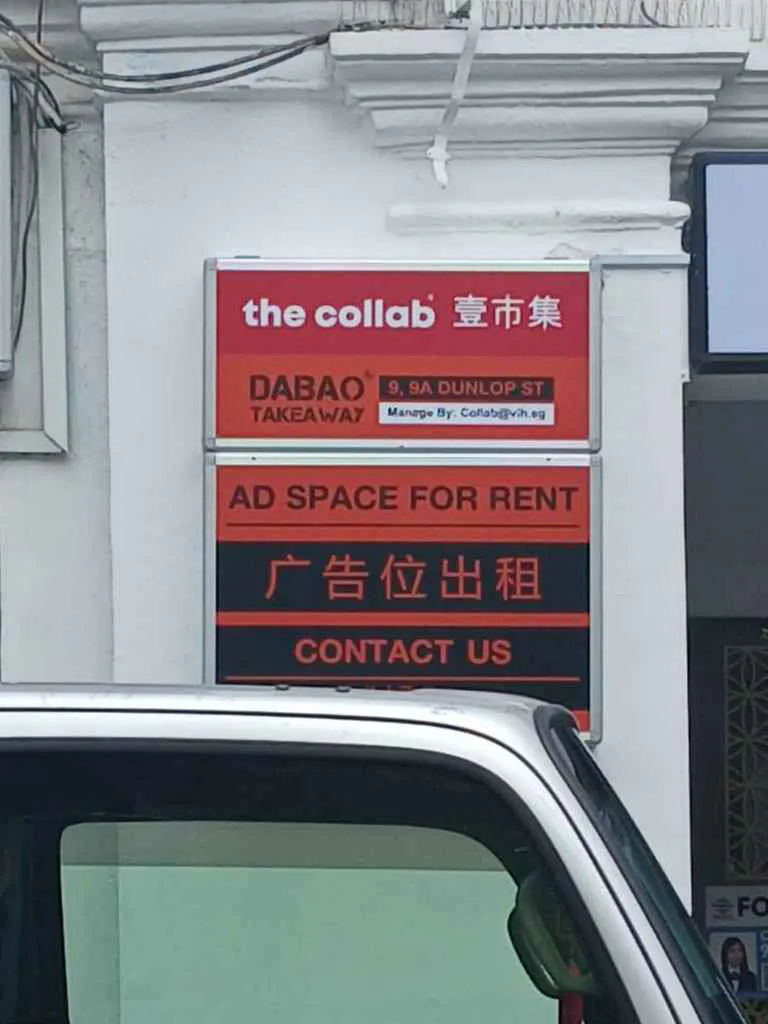 the collab 壹市集
DABAO® TAKEAWAY
9, 9A DUNLOP ST
Manage By: Collab@vih.sg
AD SPACE FOR RENT
广告位出租
CONTACT US
FO